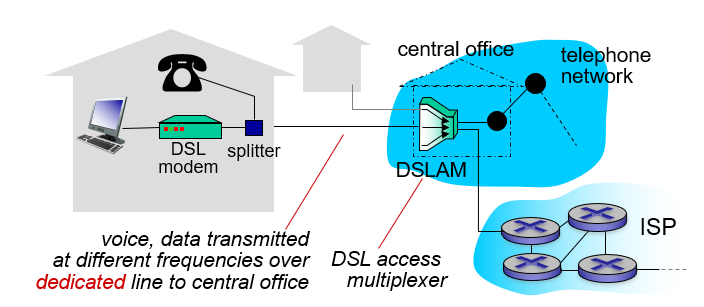 central office
telephone
network
DSL
modem
splitter
DSLAM
ISP
voice, data transmitted
at different frequencies over
dedicated line to central office
DSL access
multiplexer